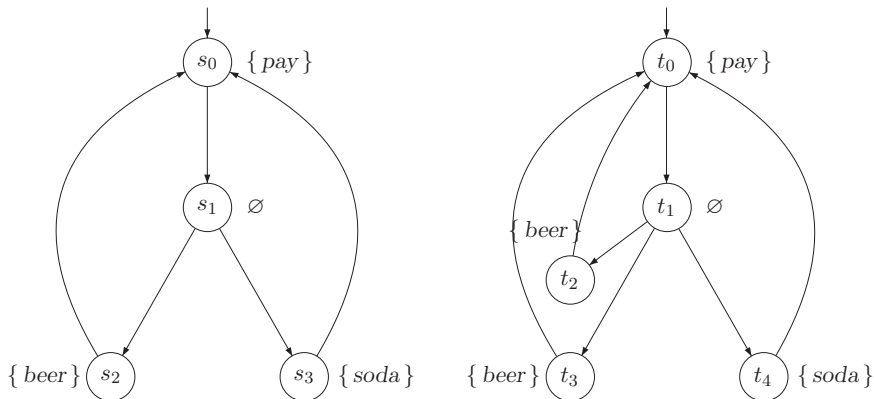 s₀ { pay }
s₁ ∅
{ beer } s₂
s₃ { soda }
t₀ { pay }
t₁ ∅
{ beer }
t₂
{ beer } t₃
t₄ { soda }